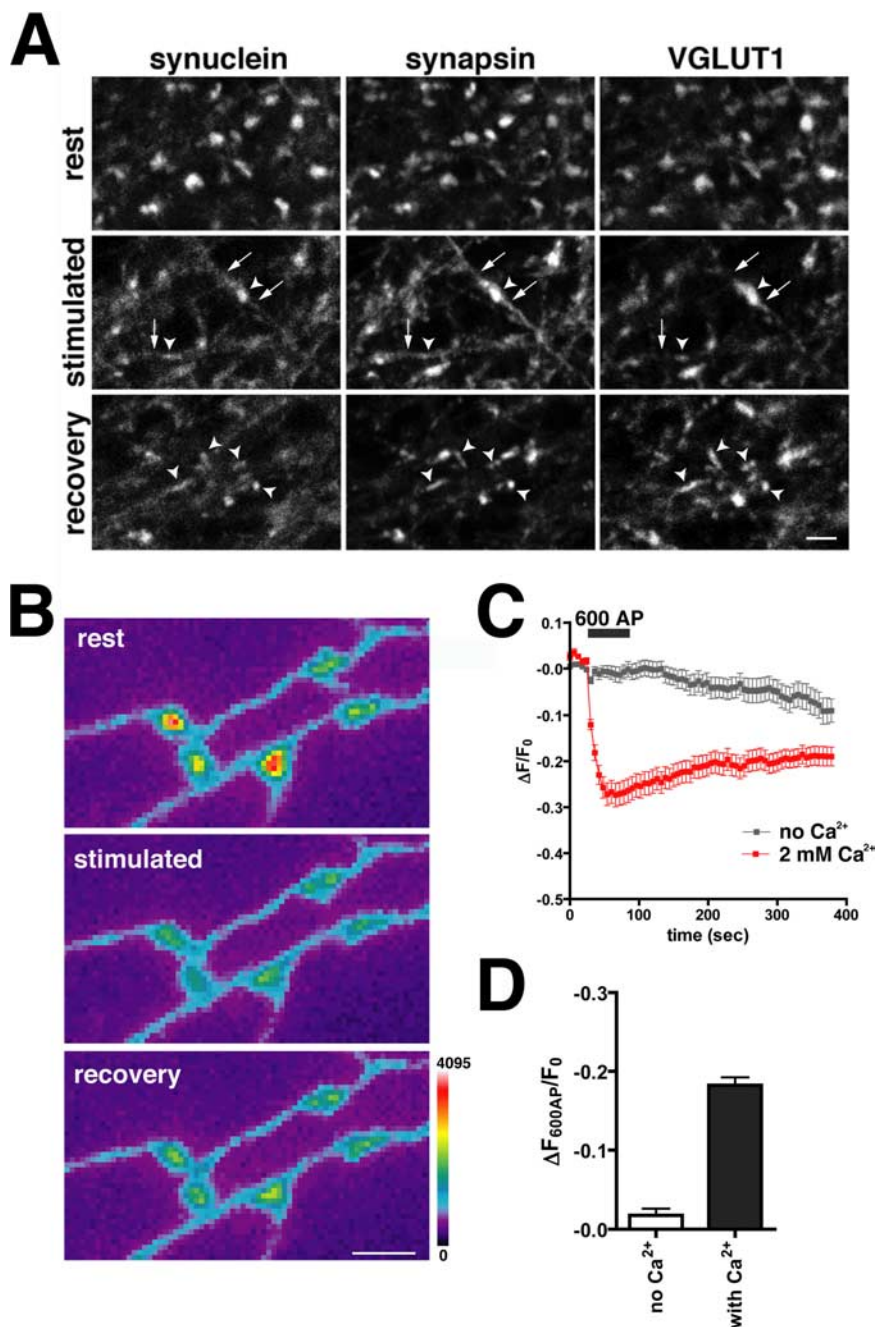 A
synuclein synapsin VGLUT1
rest
stimulated
recovery
B
rest
stimulated
recovery
4095
0
C
600 AP
0.1
-0.0
-0.1
-0.2
-0.3
-0.5
ΔF/F0
no Ca2+
2 mM Ca2+
0 100 200 300 400
time (sec)
D
-0.3
-0.2
-0.1
-0.0
ΔF600AP/F0
no Ca2+
with Ca2+